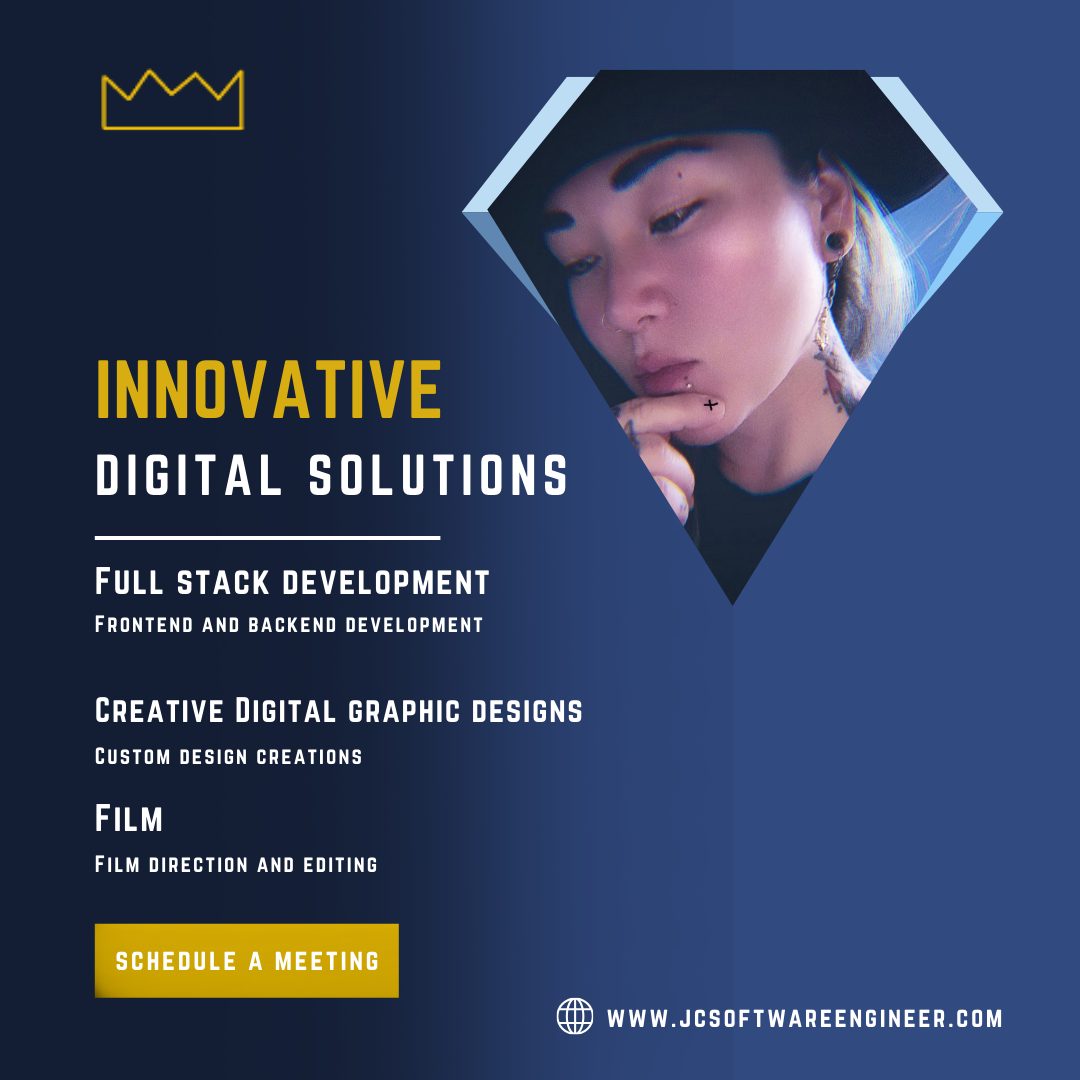 INNOVATIVE
DIGITAL SOLUTIONS
Full stack development
Frontend and backend development
Creative Digital graphic designs
Custom design creations
Film
Film direction and editing
SCHEDULE A MEETING
WWW.JCSOFTWAREENGINEER.COM